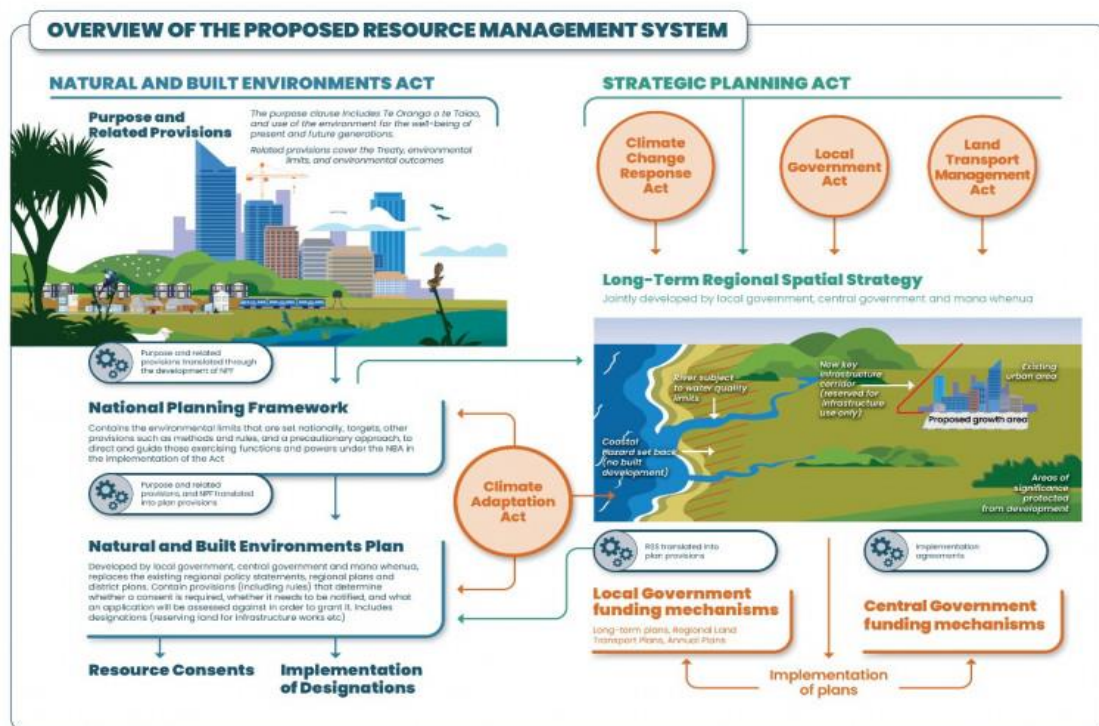 OVERVIEW OF THE PROPOSED RESOURCE MANAGEMENT SYSTEM
NATURAL AND BUILT ENVIRONMENTS ACT
Purpose and
Related Provisions
The purpose clause includes Te Oranga o te Taiao,
and use of the environment for the well-being of
present and future generations.
Related provisions cover the Treaty, environmental
limits, and environmental outcomes
Purpose and related
provisions translated through
the development of NPF
National Planning Framework
Contains the environmental limits that are set nationally, targets, other
provisions such as methods and rules, and a precautionary approach, to
direct and guide those exercising functions and powers under the NBA in
the implementation of the Act
Purpose and related
provisions, and NPF translated
into plan provisions
Natural and Built Environments Plan
Developed by local government, central government and mana whenua,
replaces the existing regional policy statements, regional plans and
district plans. Contain provisions (including rules) that determine
whether a consent is required, whether it needs to be notified, and what
an application will be assessed against in order to grant it. Includes
designations (reserving land for infrastructure works etc)
Resource Consents
Implementation
of Designations
Climate
Adaptation
Act
STRATEGIC PLANNING ACT
Climate
Change
Response
Act
Local
Government
Act
Land
Transport
Management
Act
Long-Term Regional Spatial Strategy
Jointly developed by local government, central government and mana whenua
River subject
to water quality
limits
New key
infrastructure
corridor
(reserved for
infrastructure
use only)
Existing
urban area
Proposed growth area
Coastal
Hazard set back
(no built
development)
Areas of
significance
protected
from development
RSS translated into
plan provisions
Implementation
agreements
Local Government
funding mechanisms
Long-term plans, Regional Land
Transport Plans, Annual Plans
Central Government
funding mechanisms
Implementation
of plans